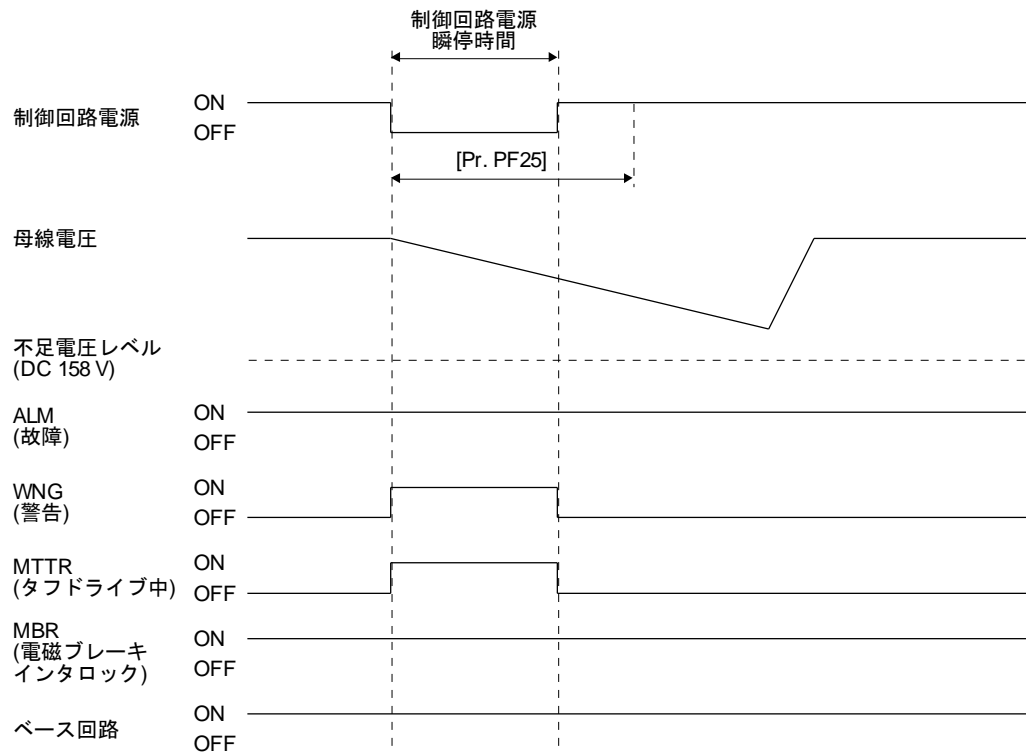 制御回路電源
瞬停時間
制御回路電源
ON
OFF
[Pr. PF25]
母線電圧
不足電圧レベル
(DC 158 V)
ALM
(故障)
ON
OFF
WNG
(警告)
ON
OFF
MTTR
(タフドライブ中)
ON
OFF
MBR
(電磁ブレーキ
インタロック)
ON
OFF
ベース回路
ON
OFF